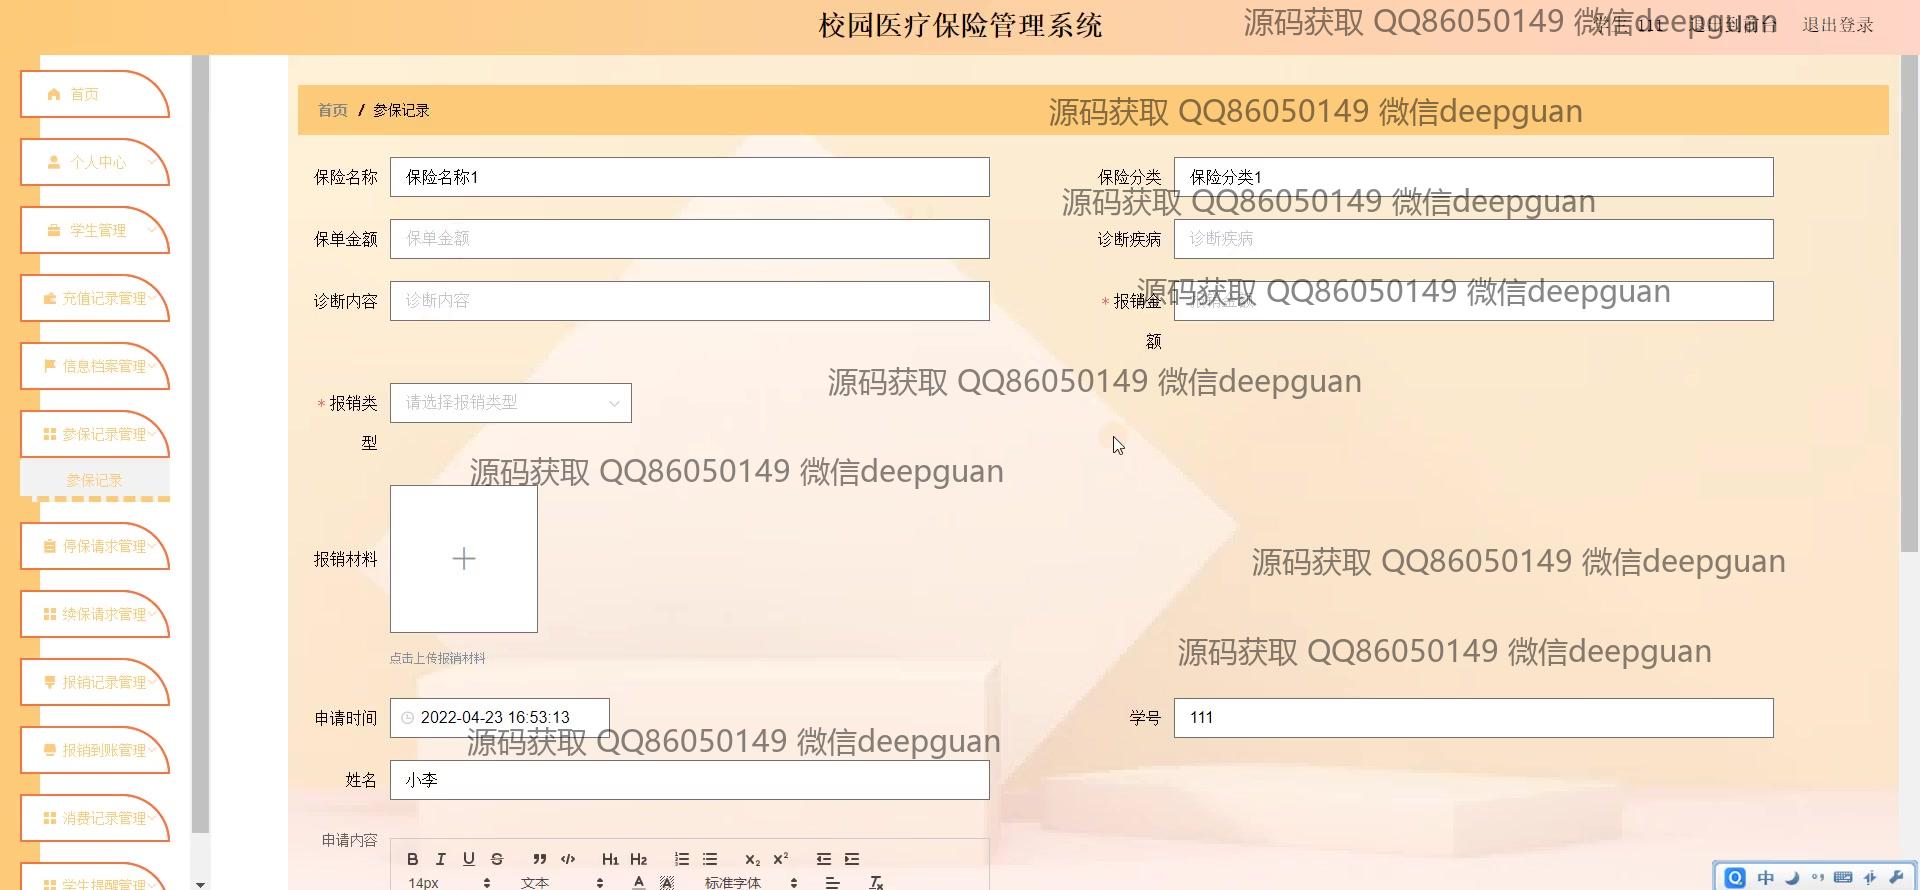 校园医疗保险管理系统
源码获取 QQ86050149 微信deepguan
退出登录
首页
个人中心
学生管理
充值记录管理
信息档案管理
参保记录管理
参保记录
停保请求管理
续保请求管理
报销记录管理
报销到账管理
消费记录管理
学生提醒管理
首页 / 参保记录
源码获取 QQ86050149 微信deepguan
保险名称 保险名称1
保险分类 保险分类1
源码获取 QQ86050149 微信deepguan
保单金额 保单金额
诊断疾病 诊断疾病
诊断内容 诊断内容
源码获取 QQ86050149 微信deepguan
* 报销金
额
源码获取 QQ86050149 微信deepguan
* 报销类 请选择报销类型
型
源码获取 QQ86050149 微信deepguan
报销材料
源码获取 QQ86050149 微信deepguan
点击上传报销材料
源码获取 QQ86050149 微信deepguan
申请时间 2022-04-23 16:53:13
学号 111
源码获取 QQ86050149 微信deepguan
姓名 小李
申请内容
B I U S ” </> H1 H2 x₂ x²
14px 文本 A A 标准字体
中